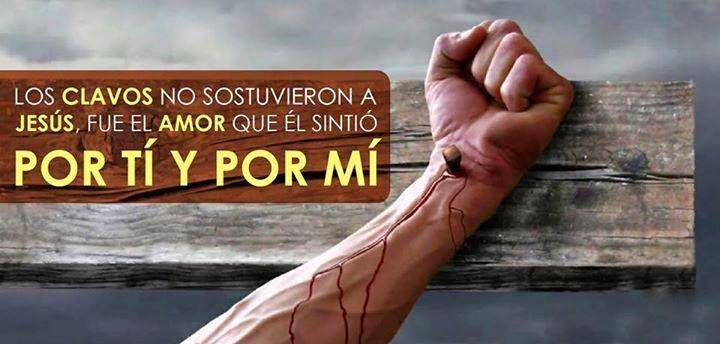 LOS CLAVOS NO SOSTUVIERON A
JESÚS, FUE EL AMOR QUE ÉL SINTIÓ
POR TÍ Y POR MÍ